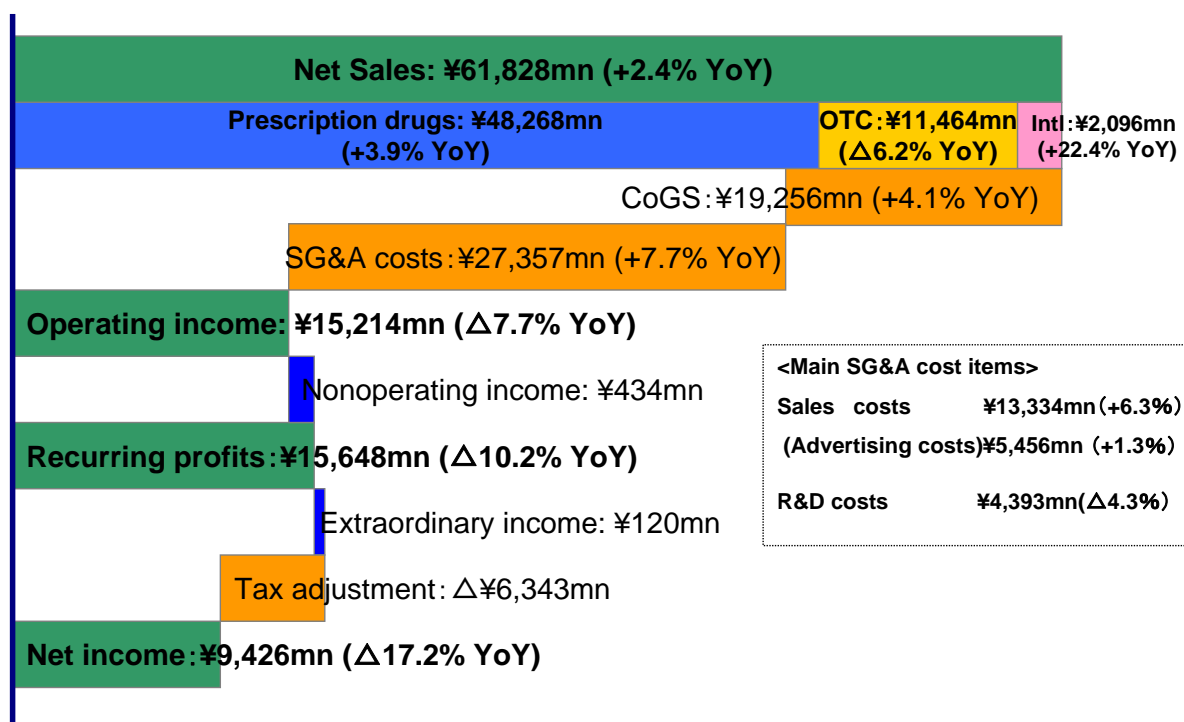 Net Sales: ¥61,828mn (+2.4% YoY)
Prescription drugs: ¥48,268mn
(+3.9% YoY)
OTC:¥11,464mn
(△6.2% YoY)
Intl:¥2,096mn
(+22.4% YoY)
CoGS:¥19,256mn (+4.1% YoY)
SG&A costs:¥27,357mn (+7.7% YoY)
Operating income: ¥15,214mn (△7.7% YoY)
Nonoperating income: ¥434mn
Recurring profits:¥15,648mn (△10.2% YoY)
Extraordinary income: ¥120mn
Tax adjustment: △¥6,343mn
Net income:¥9,426mn (△17.2% YoY)
<Main SG&A cost items>
Sales costs ¥13,334mn(+6.3%)
(Advertising costs)¥5,456mn (+1.3%)
R&D costs ¥4,393mn(△4.3%)